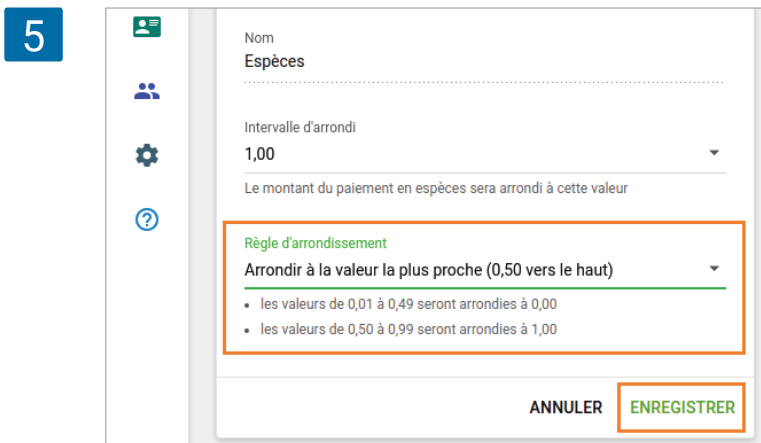 5
Nom
Espèces
Intervalle d'arrondi
1,00
Le montant du paiement en espèces sera arrondi à cette valeur
Règle d'arrondissement
Arrondir à la valeur la plus proche (0,50 vers le haut)
• les valeurs de 0,01 à 0,49 seront arrondies à 0,00
• les valeurs de 0,50 à 0,99 seront arrondies à 1,00
ANNULER ENREGISTRER